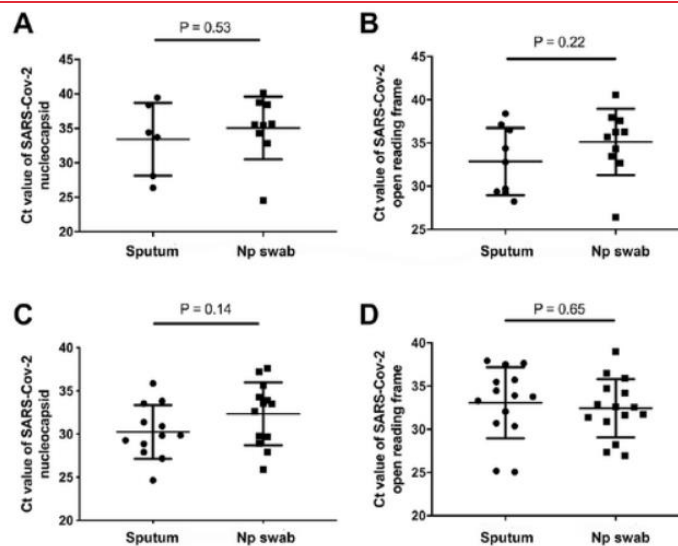 A
P = 0.53
Ct value of SARS-Cov-2
nucleocapsid
45
40
35
30
25
20
Sputum Np swab
B
P = 0.22
Ct value of SARS-Cov-2
open reading frame
45
40
35
30
25
Sputum Np swab
C
P = 0.14
Ct value of SARS-Cov-2
nucleocapsid
40
35
30
25
20
Sputum Np swab
D
P = 0.65
Ct value of SARS-Cov-2
open reading frame
45
40
35
30
25
20
Sputum Np swab